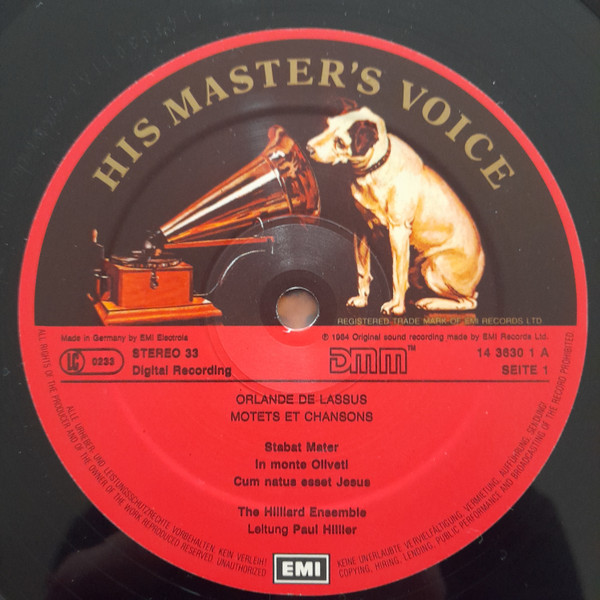 HIS MASTER'S VOICE
REGISTERED TRADE MARK OF EMI RECORDS LTD
Made in Germany by EMI Electrola
℗ 1984 Original sound recording made by EMI Records Ltd.
LC 0233
STEREO 33
Digital Recording
DMM™
14 3630 1 A
SEITE 1
ORLANDE DE LASSUS
MOTETS ET CHANSONS
Stabat Mater
In monte Oliveti
Cum natus esset Jesus
The Hilliard Ensemble
Leitung Paul Hillier
EMI
ALLE URHEBER- UND LEISTUNGSSCHUTZRECHTE VORBEHALTEN KEIN VERLEIH!
KEINE UNERLAUBTE VERVIELFÄLTIGUNG, VERMIETUNG, AUFFÜHRUNG, SENDUNG!
ALL RIGHTS OF THE PRODUCER AND OF THE OWNER OF THE WORK REPRODUCED RESERVED. UNAUTHORIZED
COPYING, HIRING, LENDING, PUBLIC PERFORMANCE AND BROADCASTING OF THE RECORD PROHIBITED